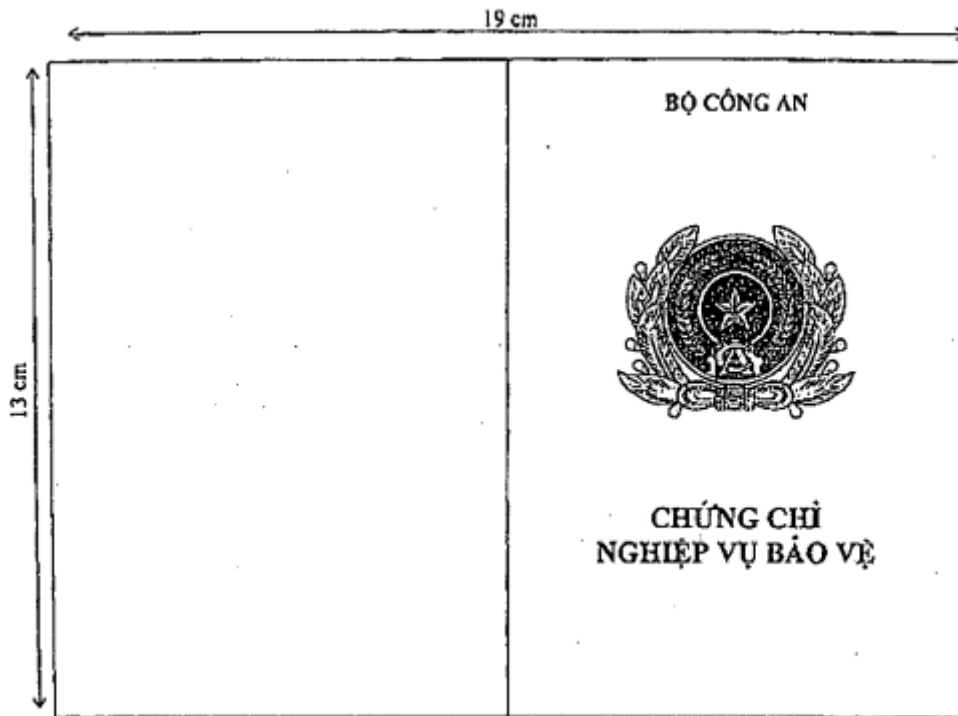 19 cm
13 cm
BỘ CÔNG AN
CHỨNG CHỈ
NGHIỆP VỤ BẢO VỆ